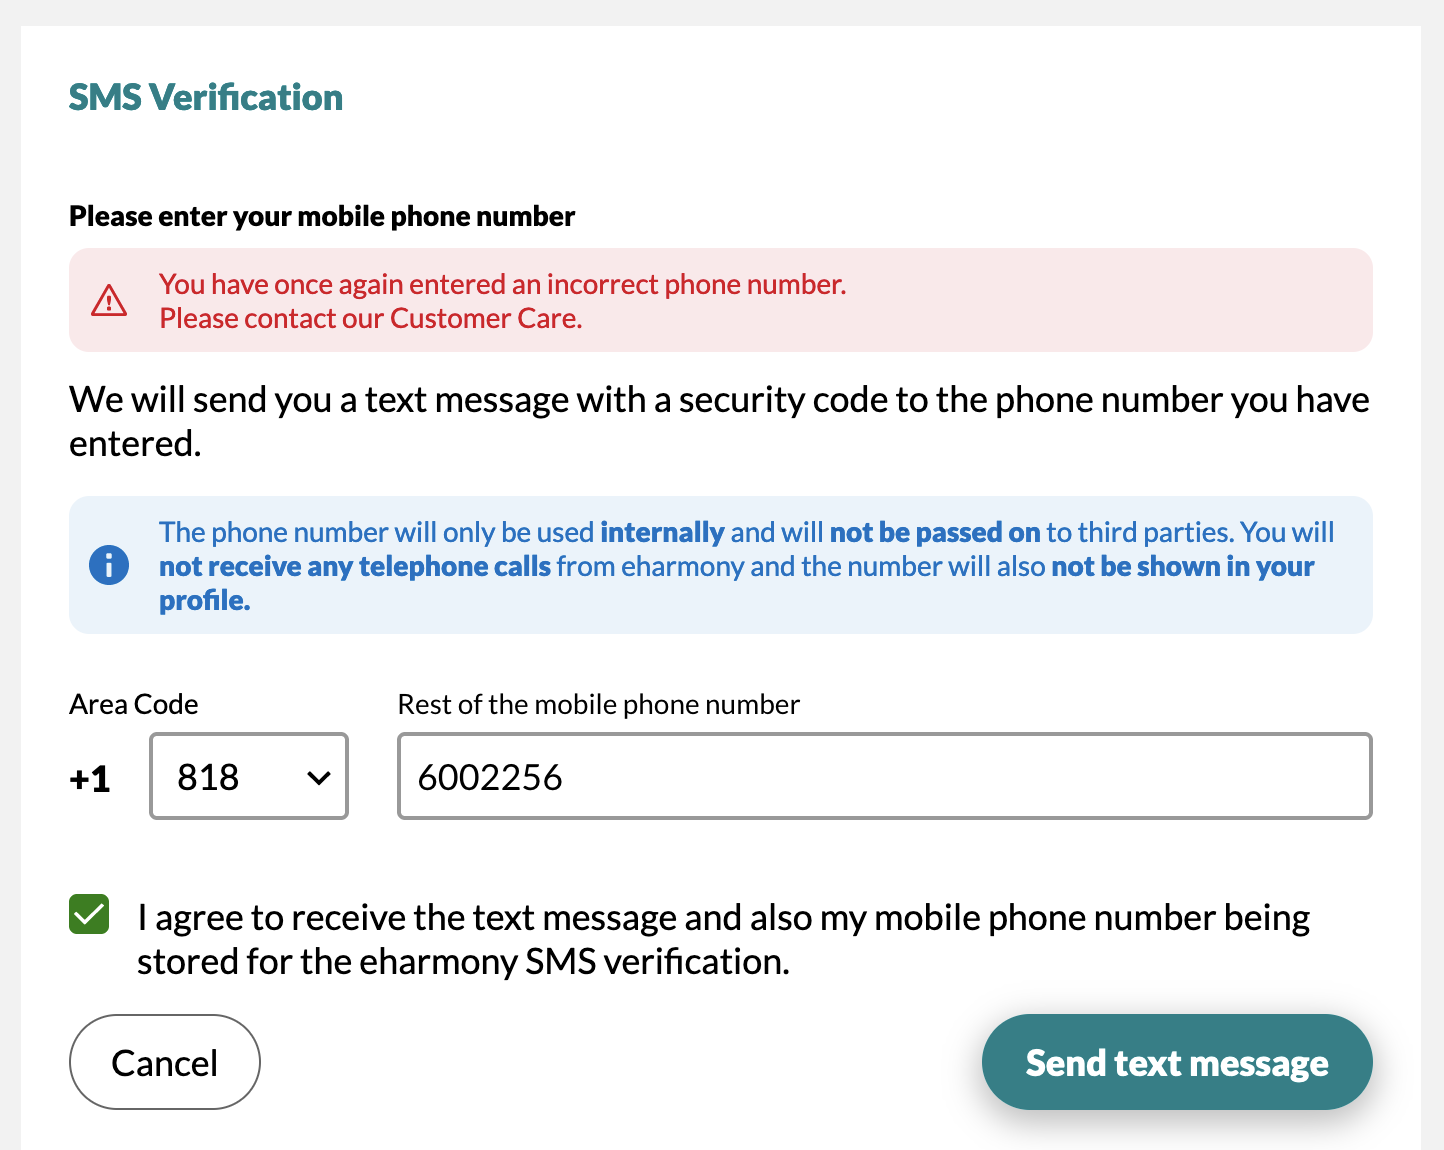 SMS Verification
Please enter your mobile phone number
You have once again entered an incorrect phone number.
Please contact our Customer Care.
We will send you a text message with a security code to the phone number you have
entered.
The phone number will only be used internally and will not be passed on to third parties. You will
not receive any telephone calls from eharmony and the number will also not be shown in your
profile.
Area Code
Rest of the mobile phone number
+1
818
6002256
I agree to receive the text message and also my mobile phone number being
stored for the eharmony SMS verification.
Cancel
Send text message